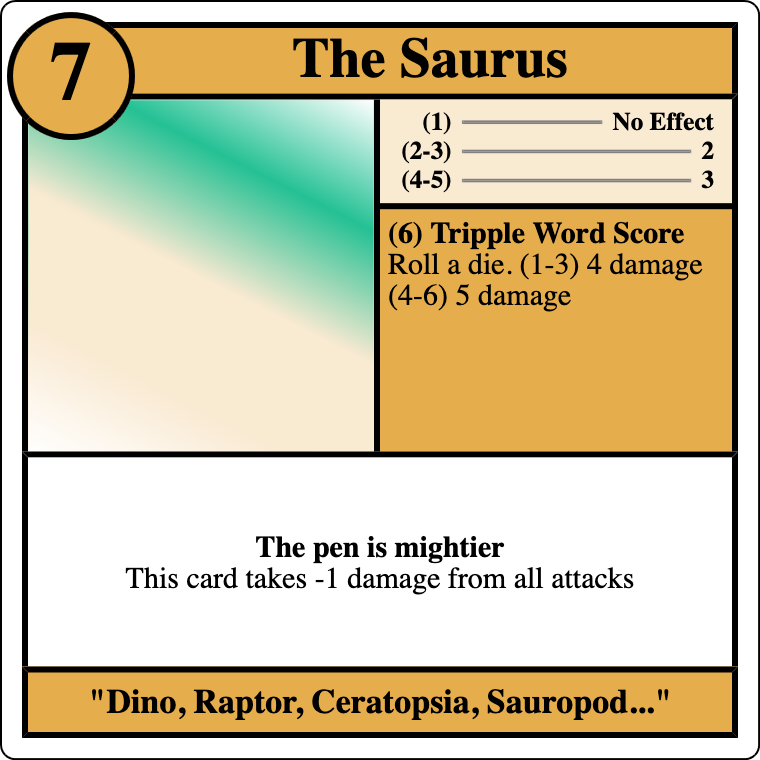 7
The Saurus
(1) No Effect
(2-3) 2
(4-5) 3
(6) Tripple Word Score
Roll a die. (1-3) 4 damage
(4-6) 5 damage
The pen is mightier
This card takes -1 damage from all attacks
"Dino, Raptor, Ceratopsia, Sauropod..."